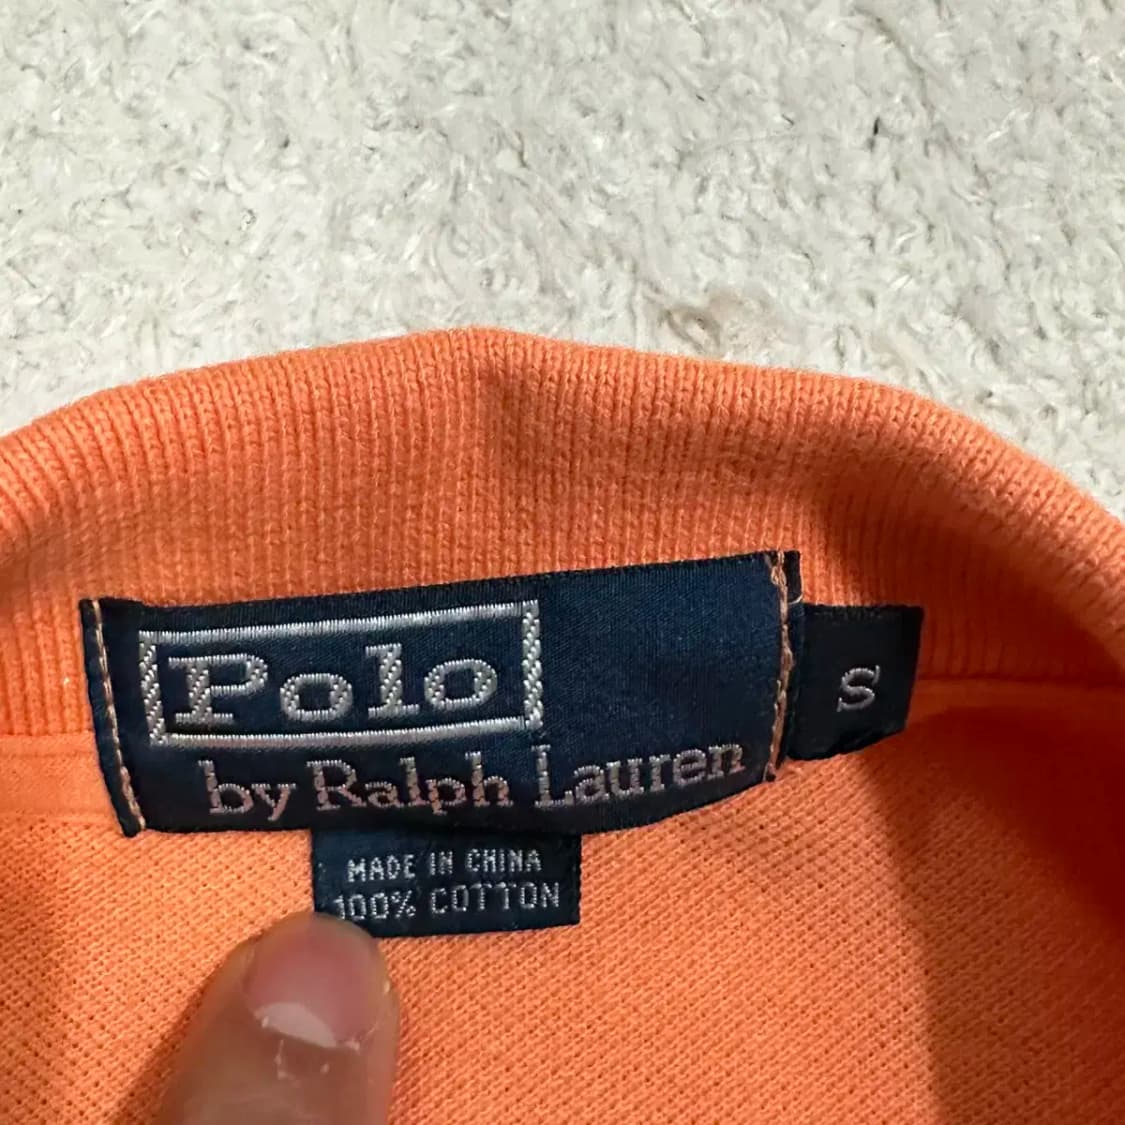 Polo
by Ralph Lauren
S
MADE IN CHINA
100% COTTON